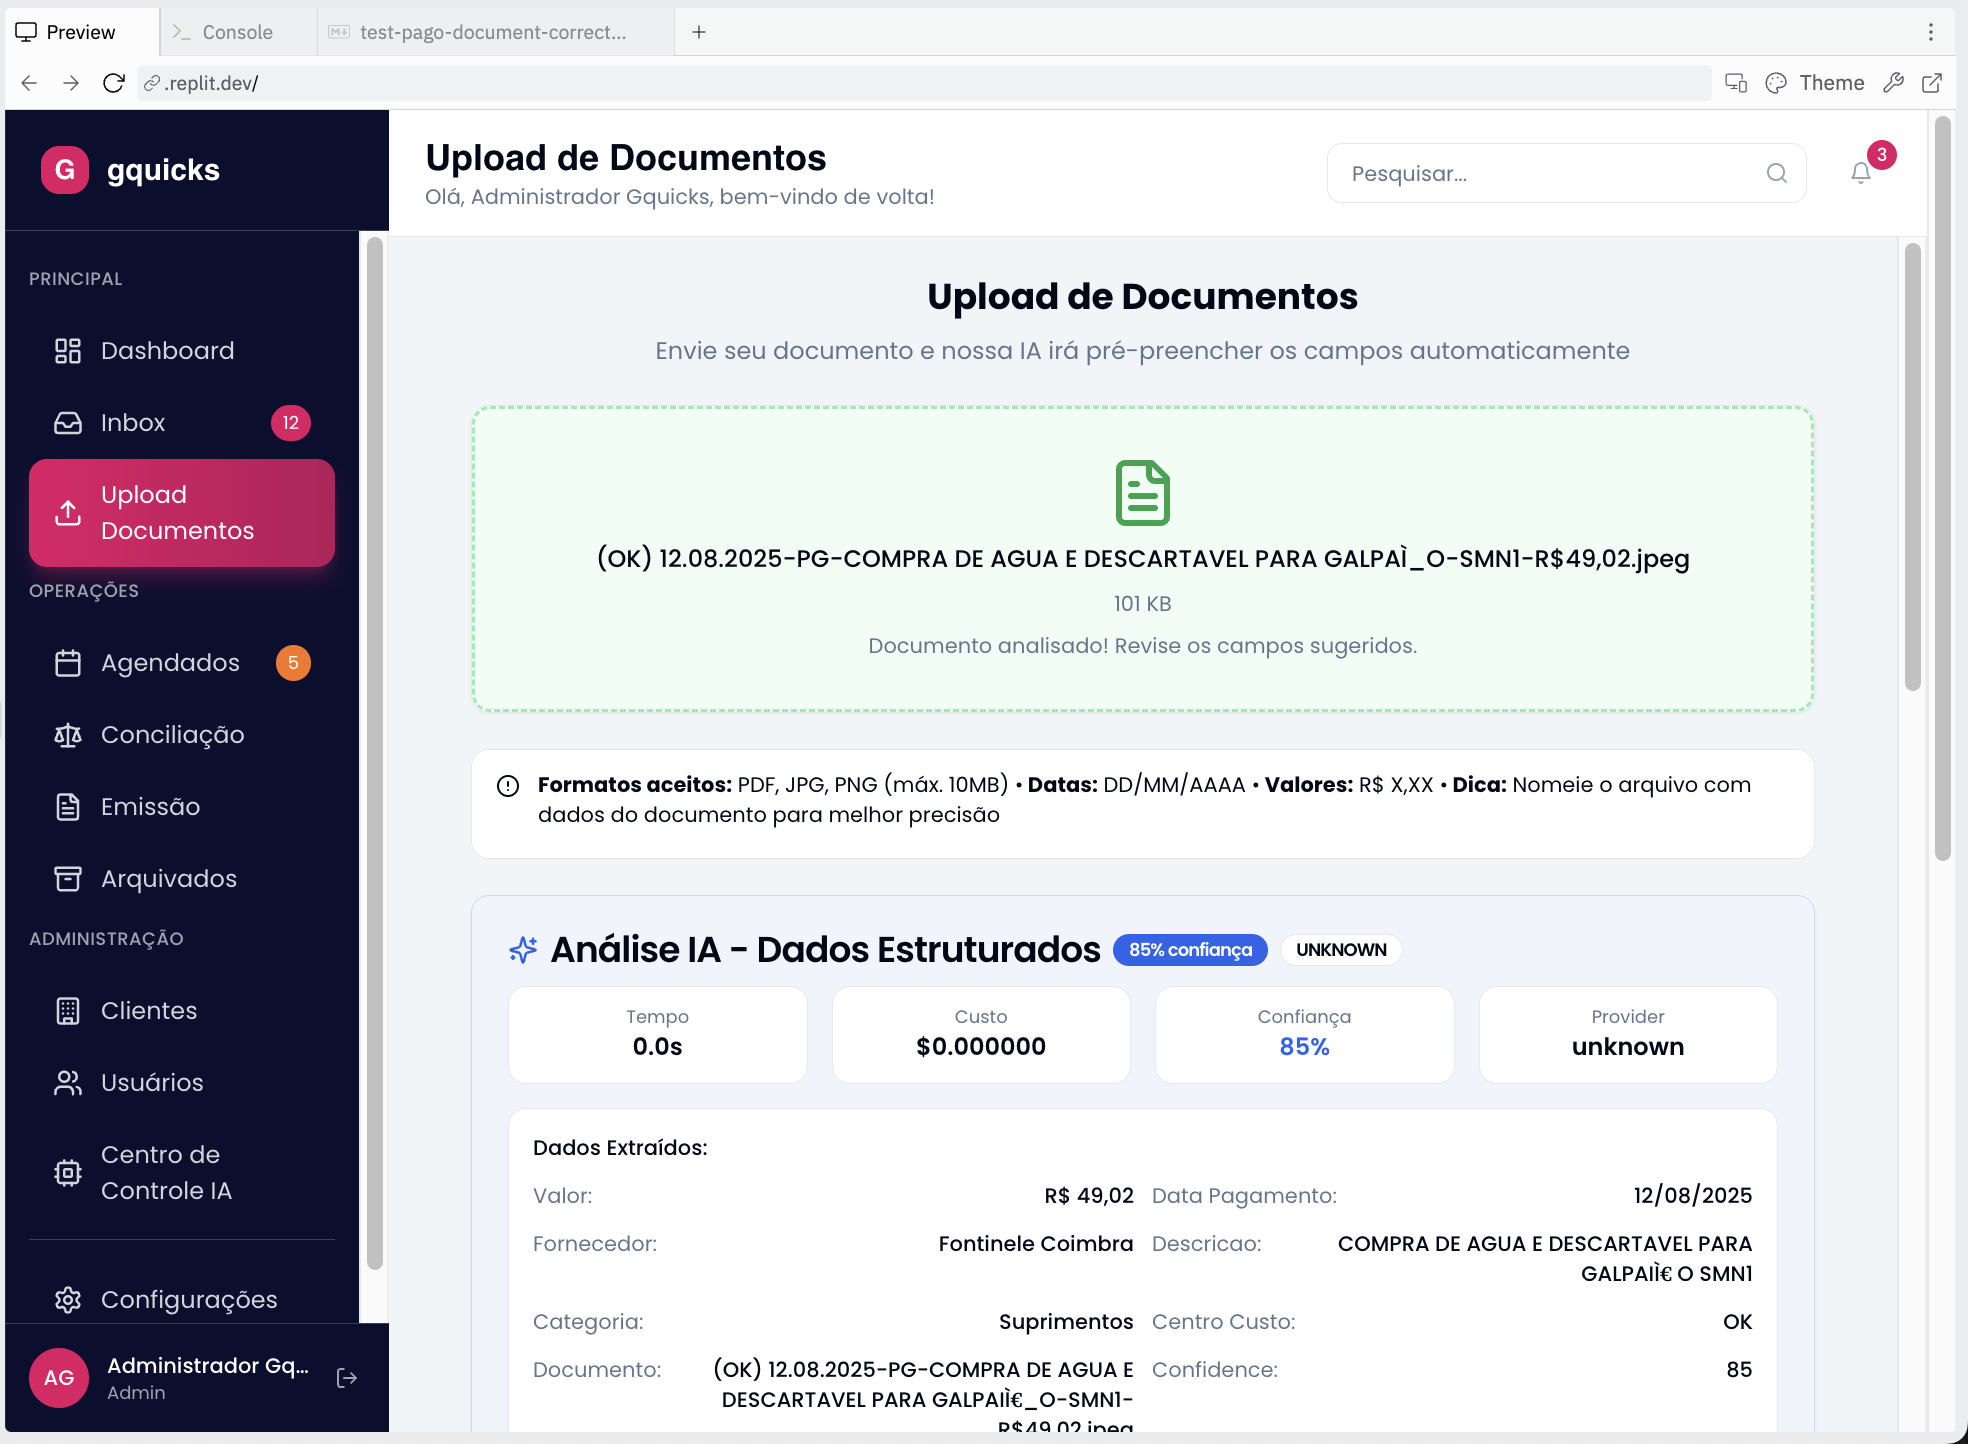 Preview
Console
test-pago-document-correct...
.replit.dev/
Theme
G
gquicks
PRINCIPAL
Dashboard
Inbox
12
Upload
Documentos
OPERAÇÕES
Agendados
5
Conciliação
Emissão
Arquivados
ADMINISTRAÇÃO
Clientes
Usuários
Centro de
Controle IA
Configurações
AG
Administrador Gq...
Admin
Upload de Documentos
Olá, Administrador Gquicks, bem-vindo de volta!
Pesquisar...
3
Upload de Documentos
Envie seu documento e nossa IA irá pré-preencher os campos automaticamente
(OK) 12.08.2025-PG-COMPRA DE AGUA E DESCARTAVEL PARA GALPAÌ_O-SMN1-R$49,02.jpeg
101 KB
Documento analisado! Revise os campos sugeridos.
Formatos aceitos: PDF, JPG, PNG (máx. 10MB) • Datas: DD/MM/AAAA • Valores: R$ X,XX • Dica: Nomeie o arquivo com
dados do documento para melhor precisão
Análise IA - Dados Estruturados
85% confiança
UNKNOWN
Tempo
0.0s
Custo
$0.000000
Confiança
85%
Provider
unknown
Dados Extraídos:
Valor:
R$ 49,02
Data Pagamento:
12/08/2025
Fornecedor:
Fontinele Coimbra
Descricao:
COMPRA DE AGUA E DESCARTAVEL PARA
GALPAIÌ€ O SMN1
Categoria:
Suprimentos
Centro Custo:
OK
Documento:
(OK) 12.08.2025-PG-COMPRA DE AGUA E
DESCARTAVEL PARA GALPAIÌ€_O-SMN1-
R$49,02.jpeg
Confidence:
85